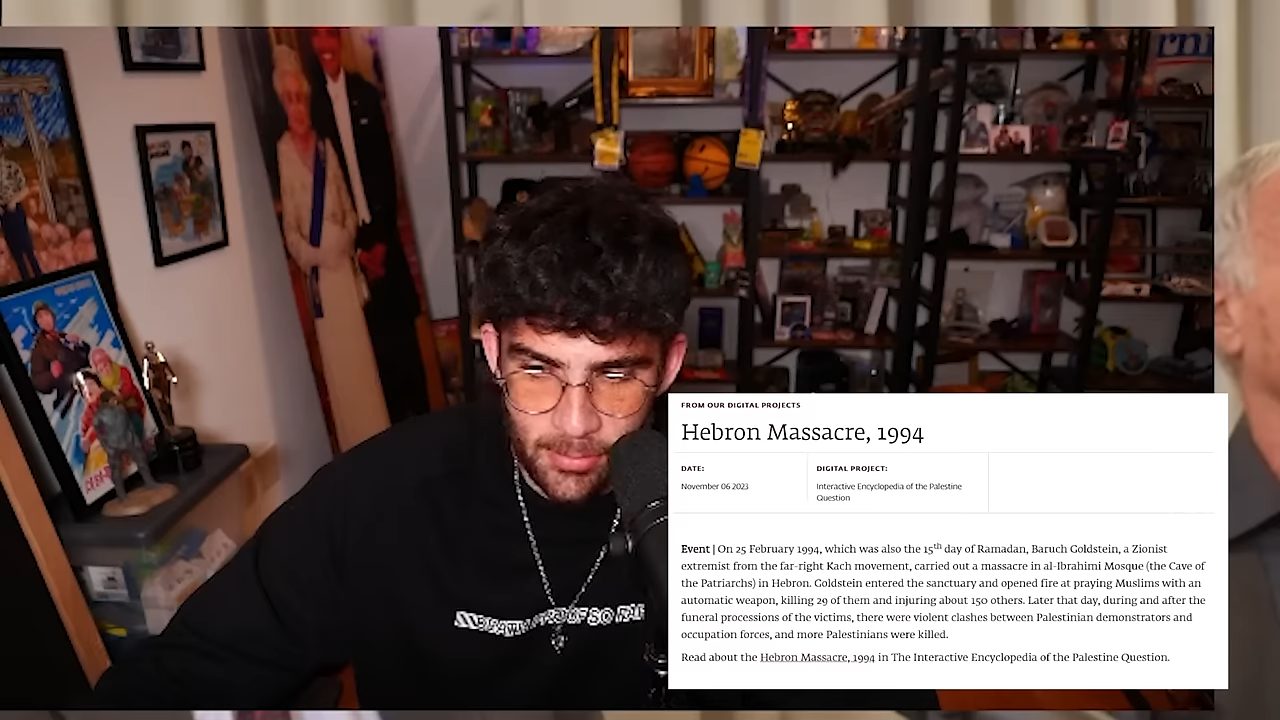 FROM OUR DIGITAL PROJECTS
Hebron Massacre, 1994
DATE:
November 06 2023
DIGITAL PROJECT:
Interactive Encyclopedia of the Palestine
Question
Event | On 25 February 1994, which was also the 15th day of Ramadan, Baruch Goldstein, a Zionist
extremist from the far-right Kach movement, carried out a massacre in al-Ibrahimi Mosque (the Cave of
the Patriarchs) in Hebron. Goldstein entered the sanctuary and opened fire at praying Muslims with an
automatic weapon, killing 29 of them and injuring about 150 others. Later that day, during and after the
funeral processions of the victims, there were violent clashes between Palestinian demonstrators and
occupation forces, and more Palestinians were killed.
Read about the Hebron Massacre, 1994 in The Interactive Encyclopedia of the Palestine Question.